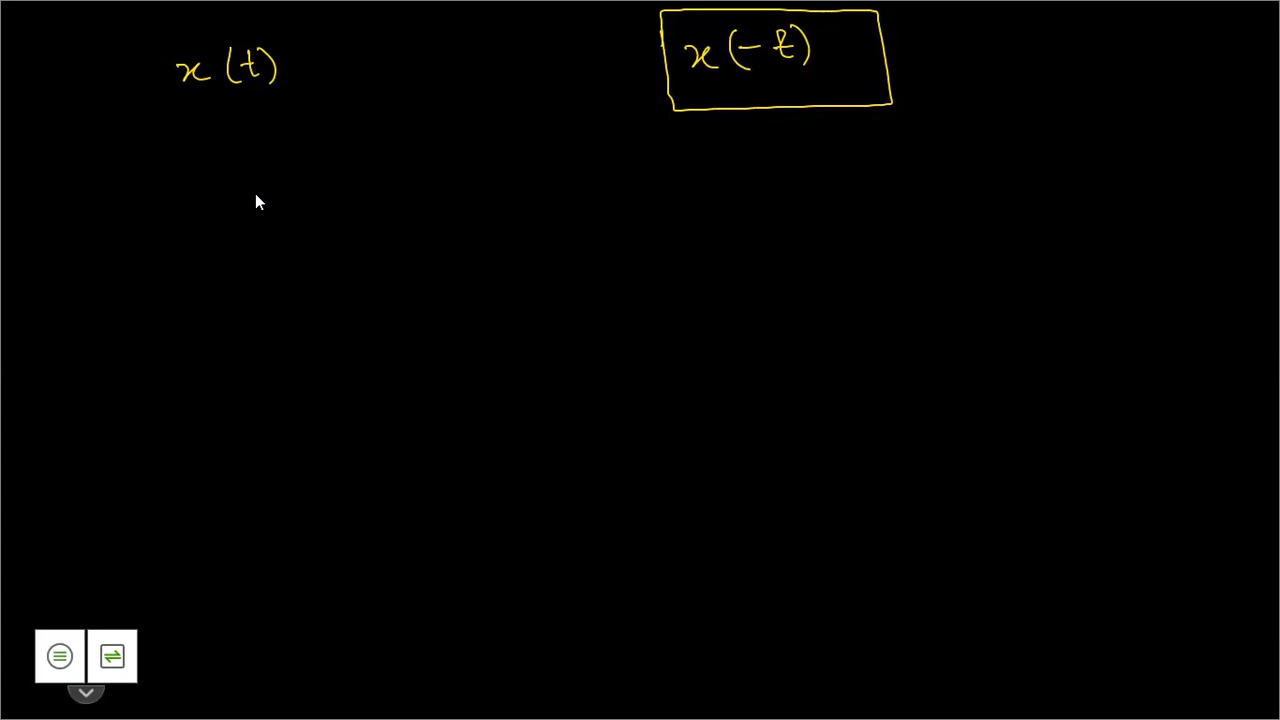 x (t)
x (-t)